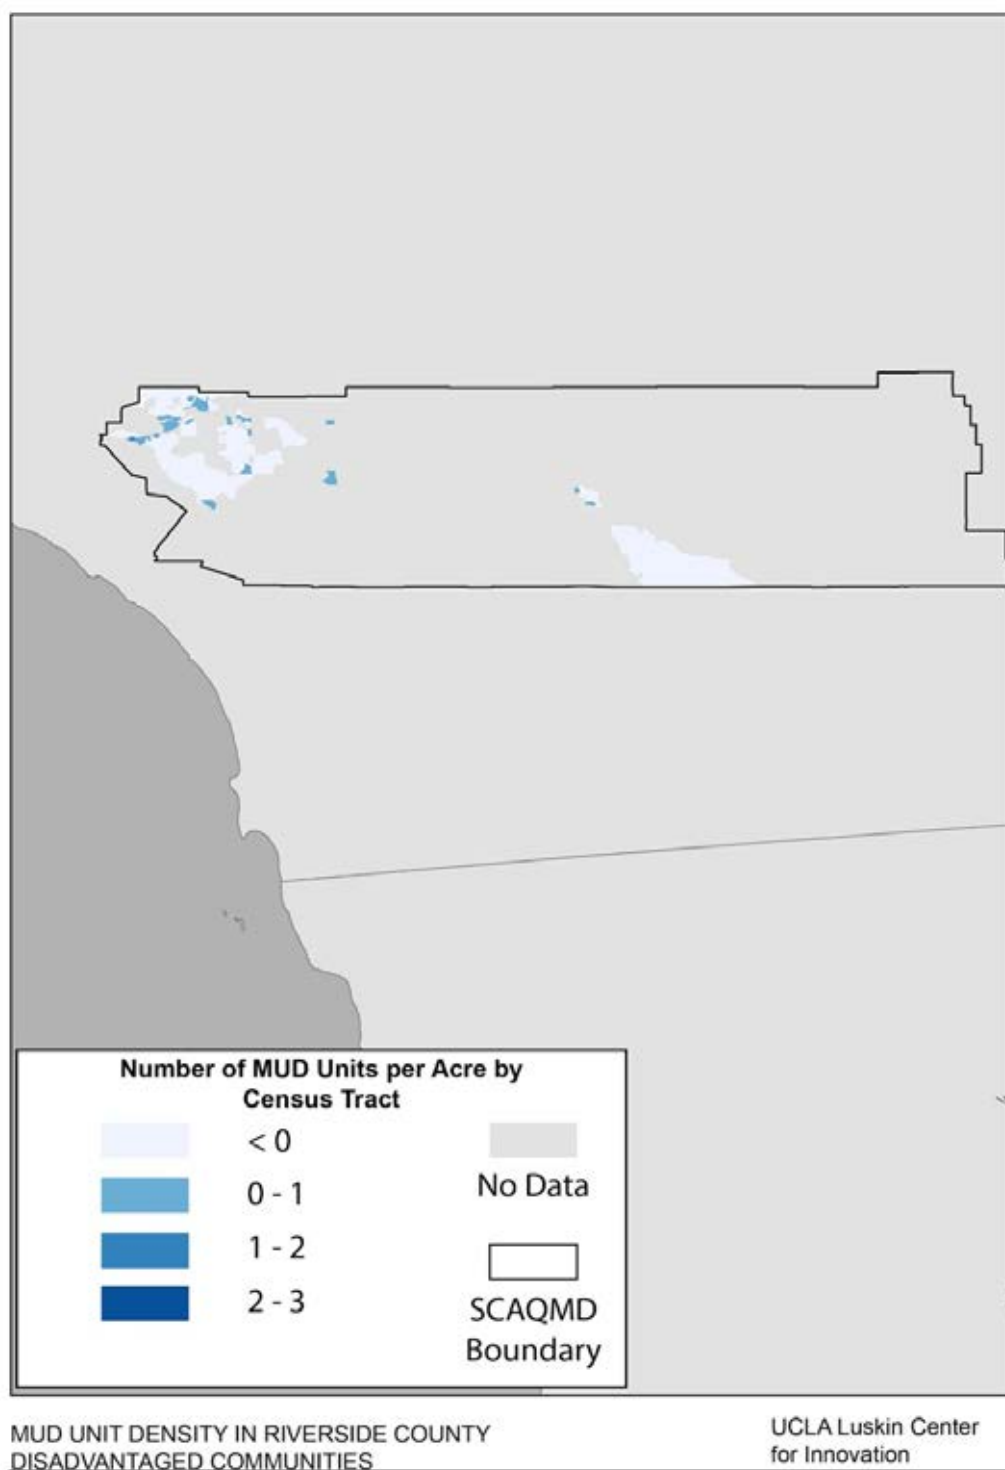 Number of MUD Units per Acre by
Census Tract
< 0
0 - 1
1 - 2
2 - 3
No Data
SCAQMD
Boundary
MUD UNIT DENSITY IN RIVERSIDE COUNTY
DISADVANTAGED COMMUNITIES
UCLA Luskin Center
for Innovation